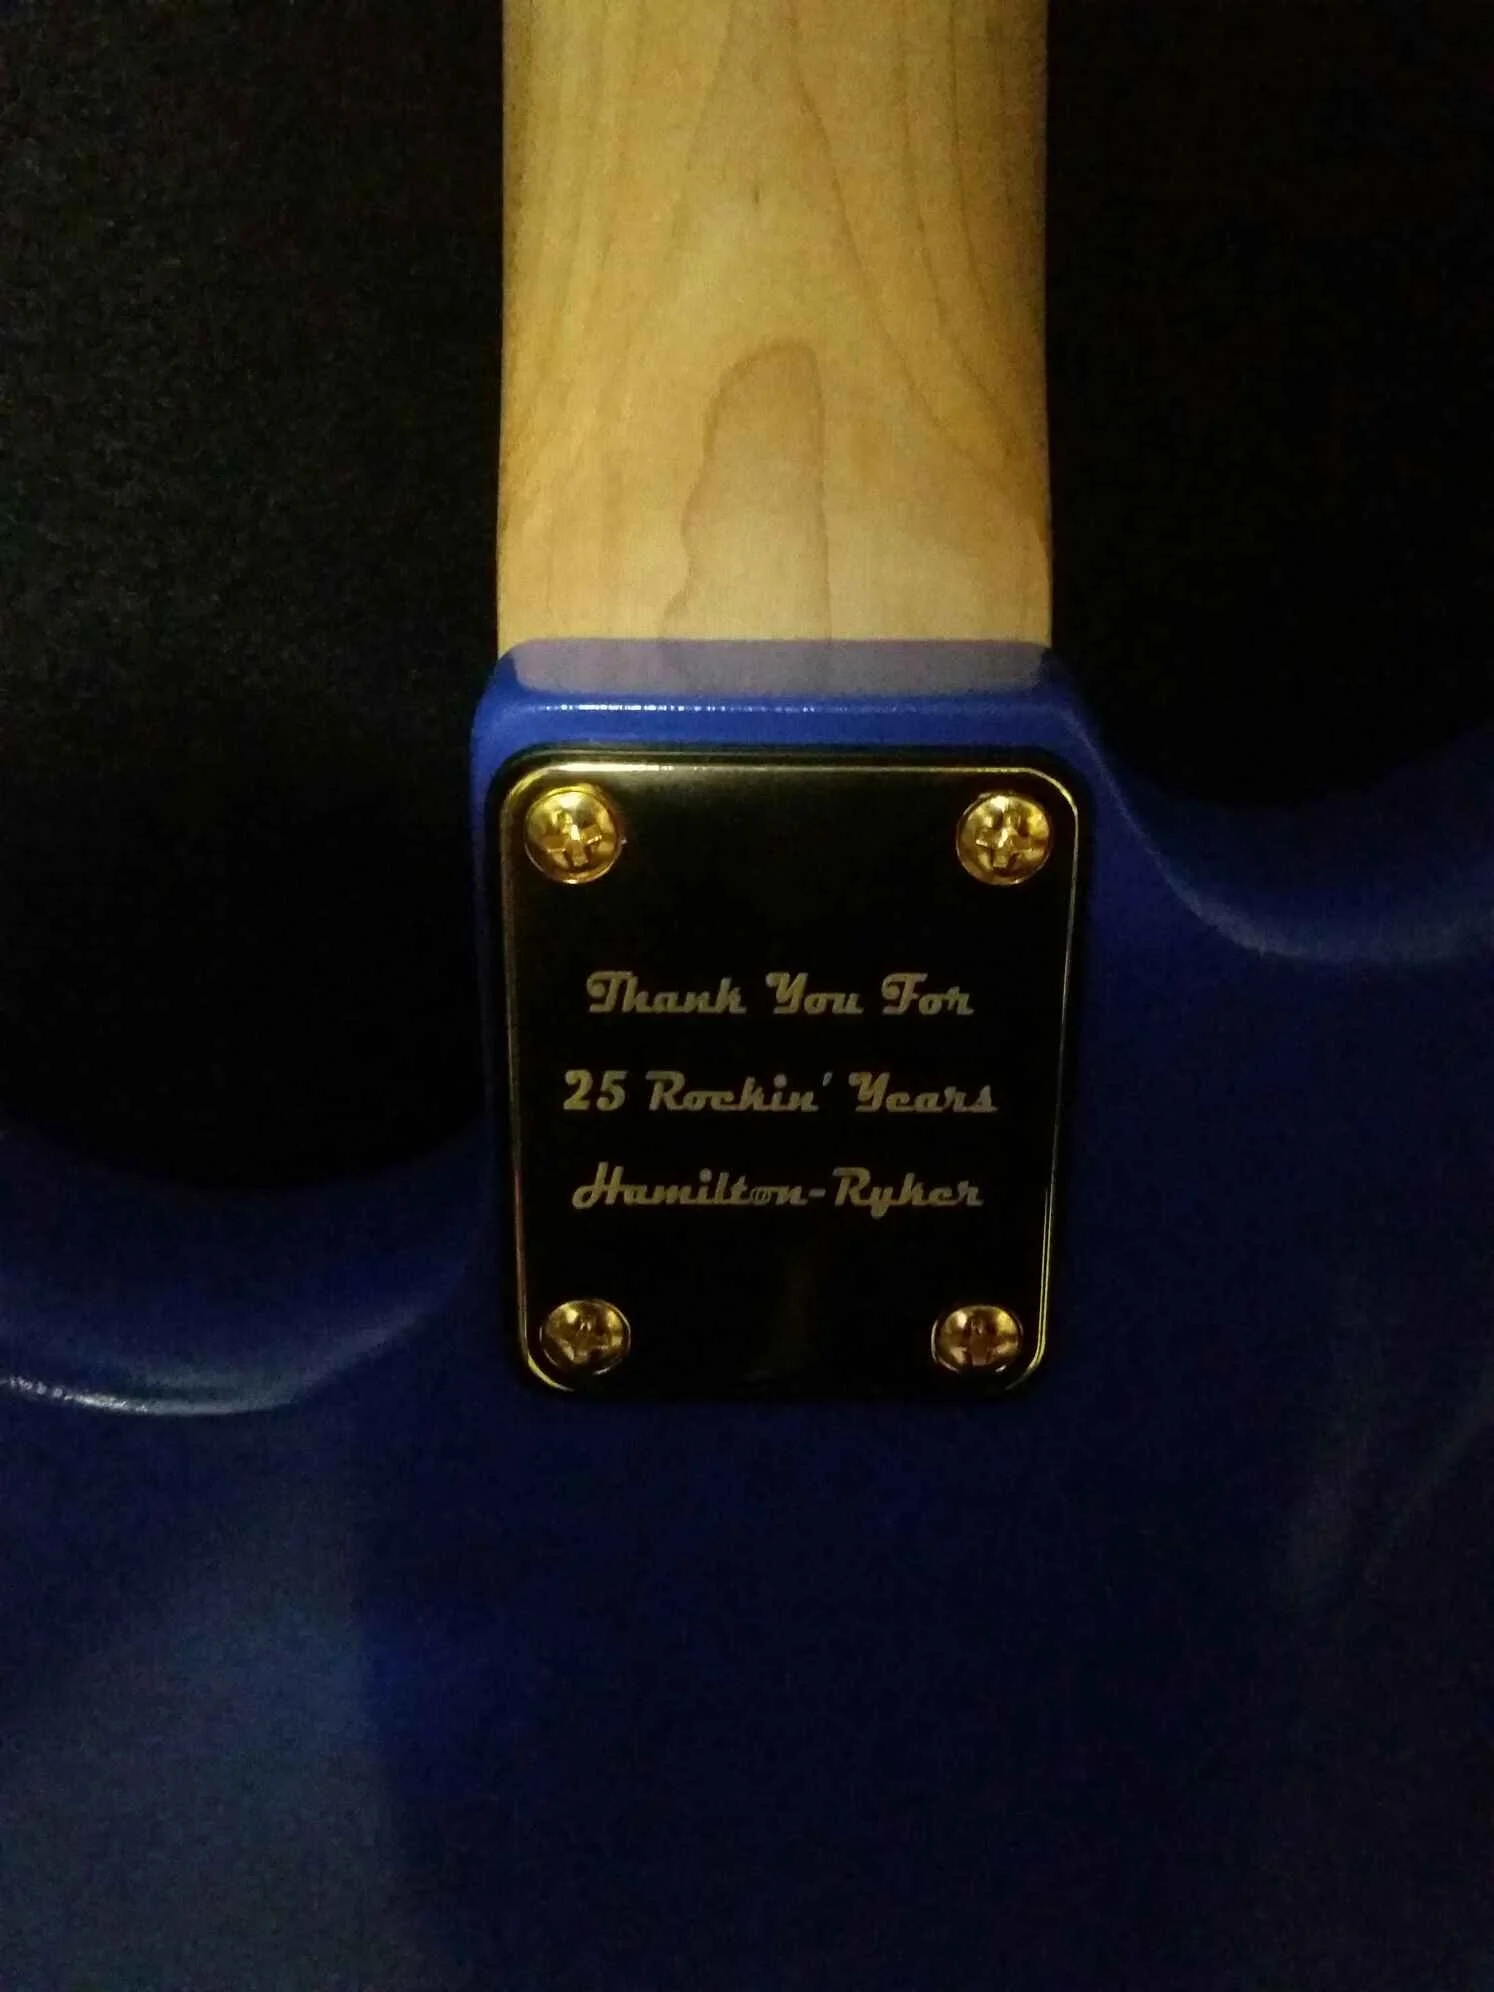 Thank You For
25 Rockin' Years
Hamilton-Ryker